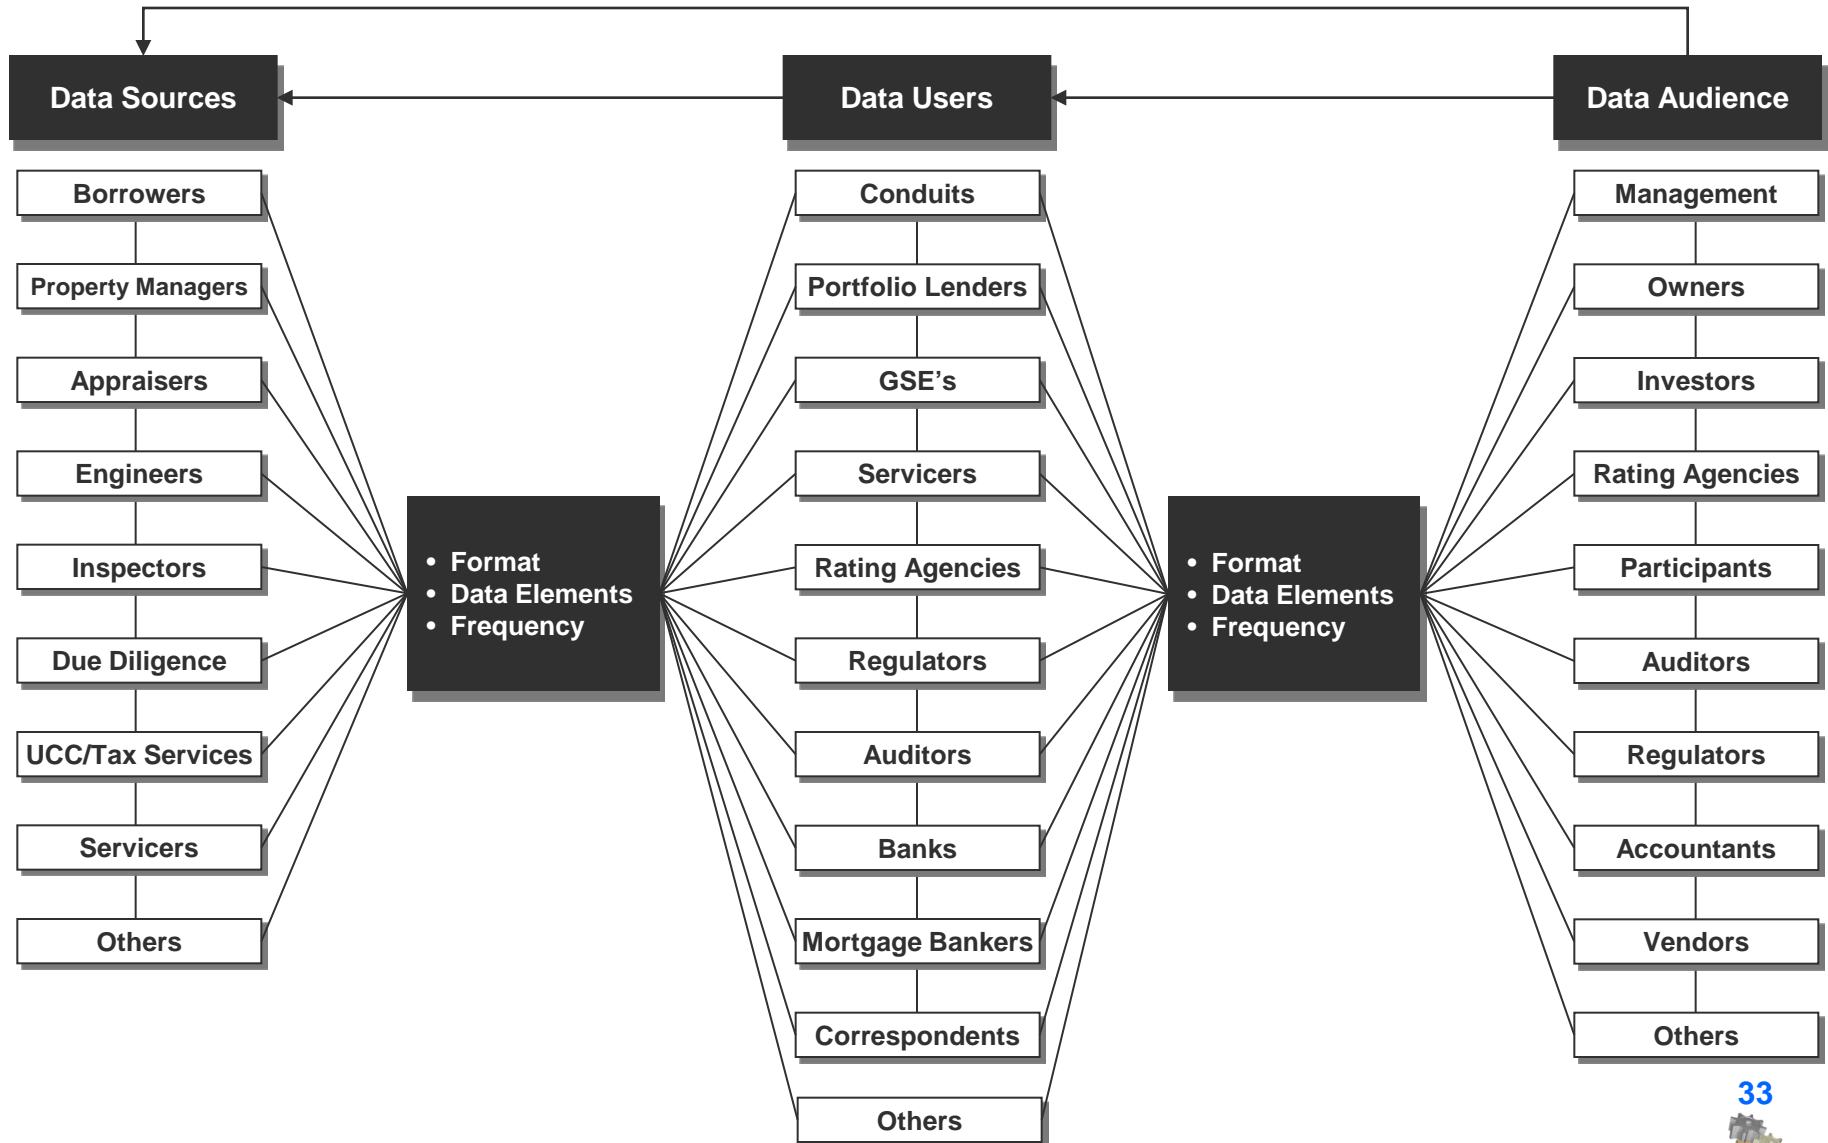 Data Sources
Data Users
Data Audience
Borrowers
Property Managers
Appraisers
Engineers
Inspectors
Due Diligence
UCC/Tax Services
Servicers
Others
• Format
• Data Elements
• Frequency
Conduits
Portfolio Lenders
GSE’s
Servicers
Rating Agencies
Regulators
Auditors
Banks
Mortgage Bankers
Correspondents
Others
• Format
• Data Elements
• Frequency
Management
Owners
Investors
Rating Agencies
Participants
Auditors
Regulators
Accountants
Vendors
Others
33